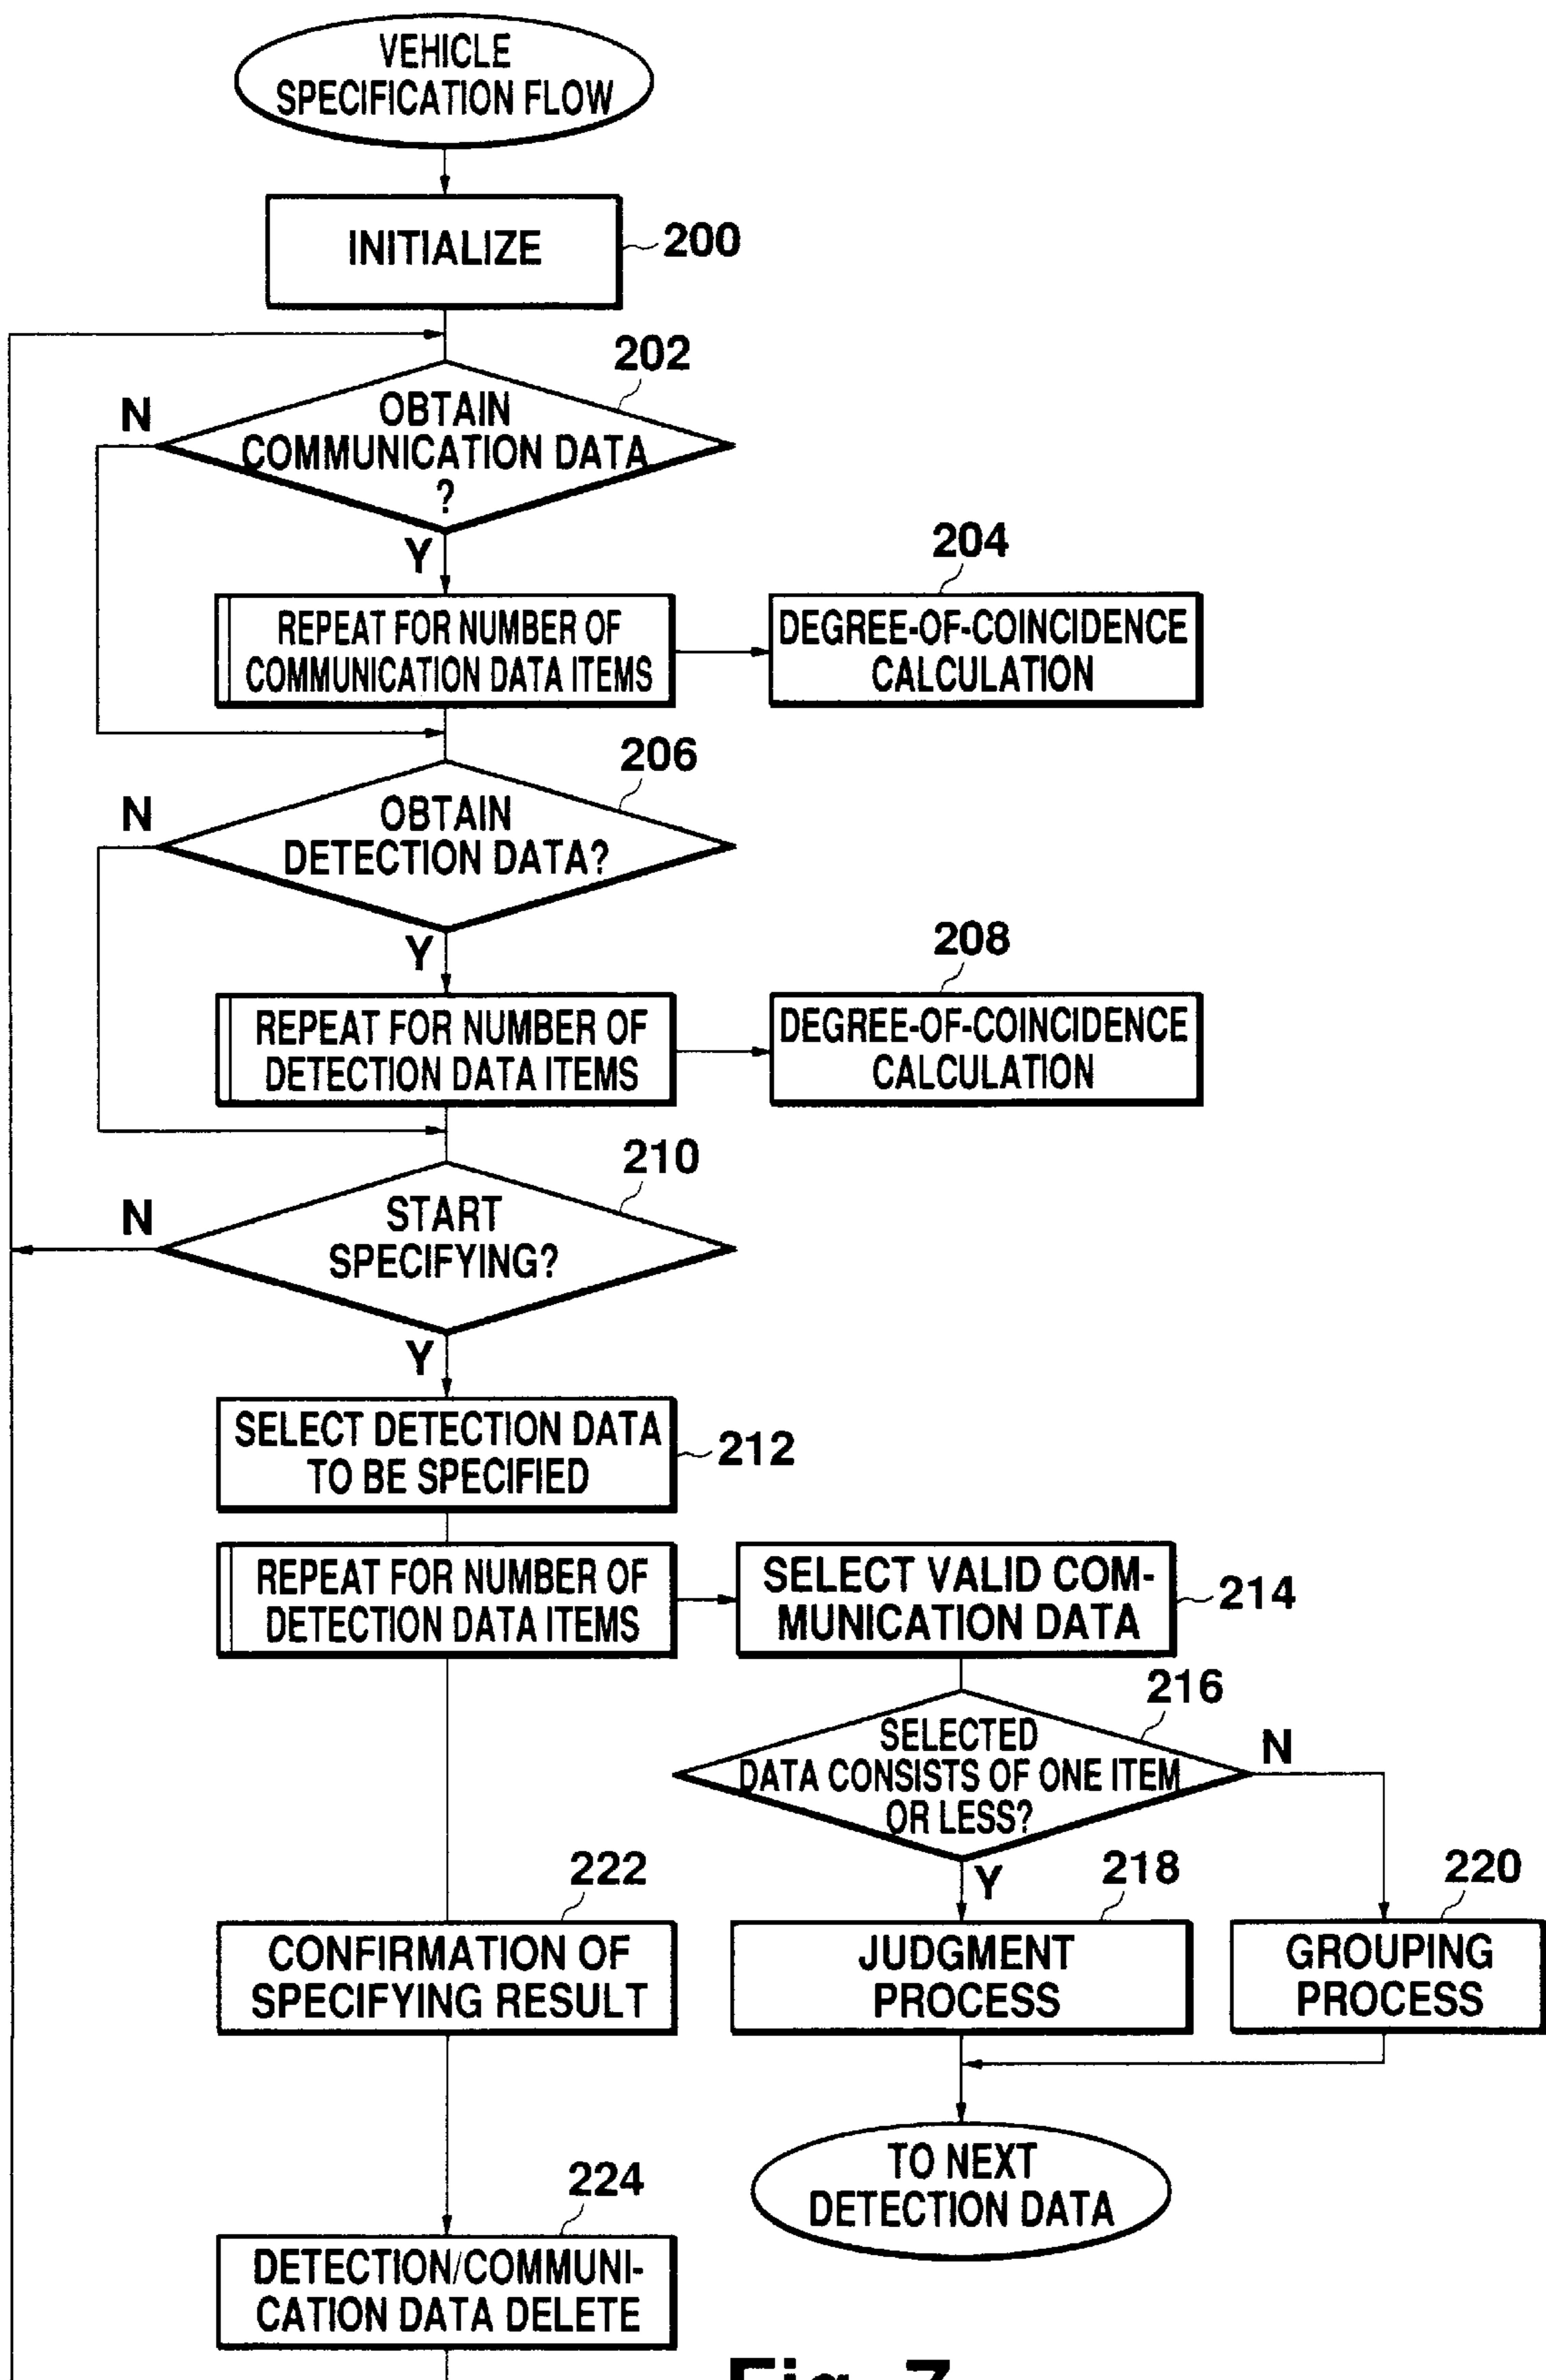 VEHICLE
SPECIFICATION FLOW
INITIALIZE
200
202
N
OBTAIN
COMMUNICATION DATA
?
Y
204
REPEAT FOR NUMBER OF
COMMUNICATION DATA ITEMS
DEGREE-OF-COINCIDENCE
CALCULATION
206
N
OBTAIN
DETECTION DATA?
Y
208
REPEAT FOR NUMBER OF
DETECTION DATA ITEMS
DEGREE-OF-COINCIDENCE
CALCULATION
210
N
START
SPECIFYING?
Y
SELECT DETECTION DATA
TO BE SPECIFIED
212
REPEAT FOR NUMBER OF
DETECTION DATA ITEMS
SELECT VALID COM-
MUNICATION DATA
214
216
SELECTED
DATA CONSISTS OF ONE ITEM
OR LESS?
N
Y
222
218
220
CONFIRMATION OF
SPECIFYING RESULT
JUDGMENT
PROCESS
GROUPING
PROCESS
TO NEXT
DETECTION DATA
224
DETECTION/COMMUNI-
CATION DATA DELETE
Fig. 7